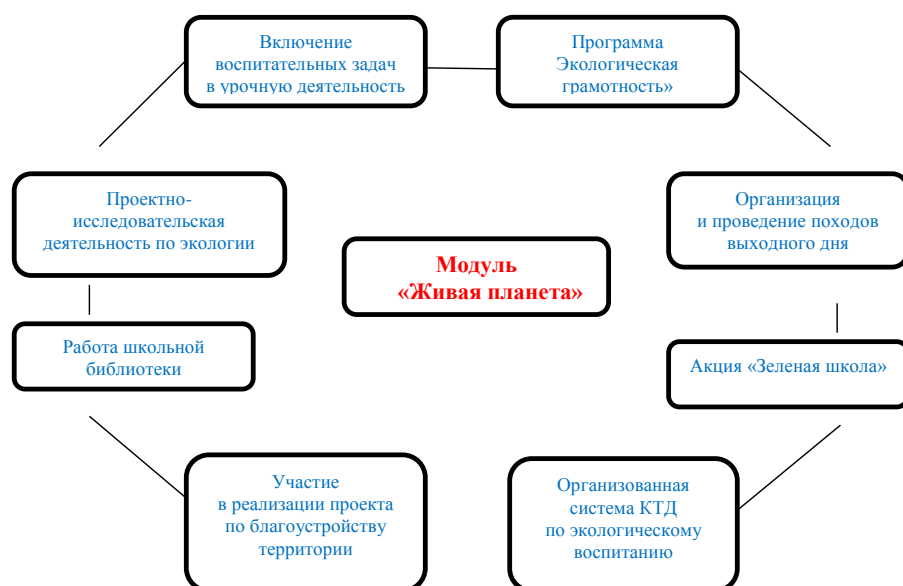 Включение
воспитательных задач
в урочную деятельность
Программа
Экологическая
грамотность»
Проектно-
исследовательская
деятельность по экологии
Организация
и проведение походов
выходного дня
Модуль
«Живая планета»
Работа школьной
библиотеки
Акция «Зеленая школа»
Участие
в реализации проекта
по благоустройству
территории
Организованная
система КТД
по экологическому
воспитанию